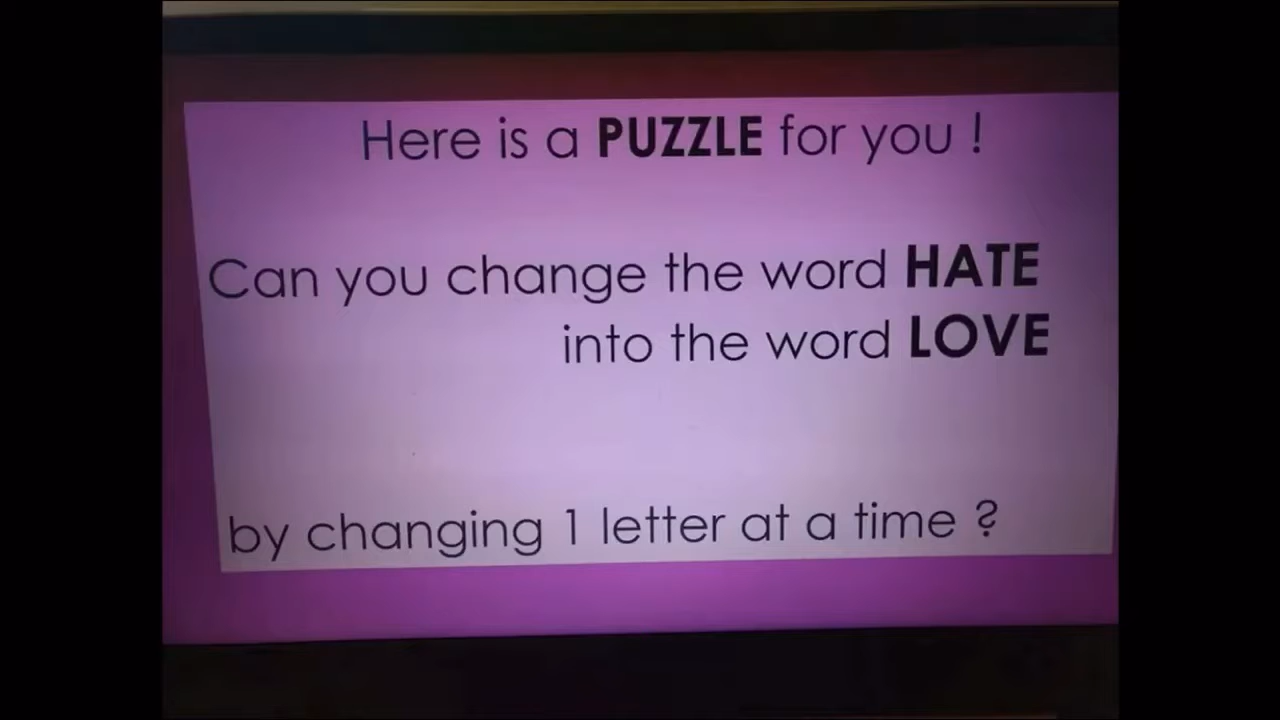 Here is a PUZZLE for you !
Can you change the word HATE
into the word LOVE
by changing 1 letter at a time ?